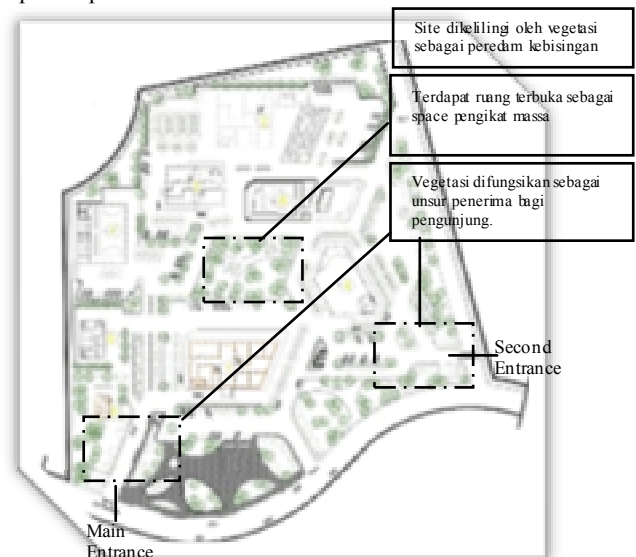 Site dikelilingi oleh vegetasi
sebagai peredam kebisingan
Terdapat ruang terbuka sebagai
space pengikat massa
Vegetasi difungsikan sebagai
unsur penerima bagi
pengunjung.
Second
Entrance
Main
Entrance